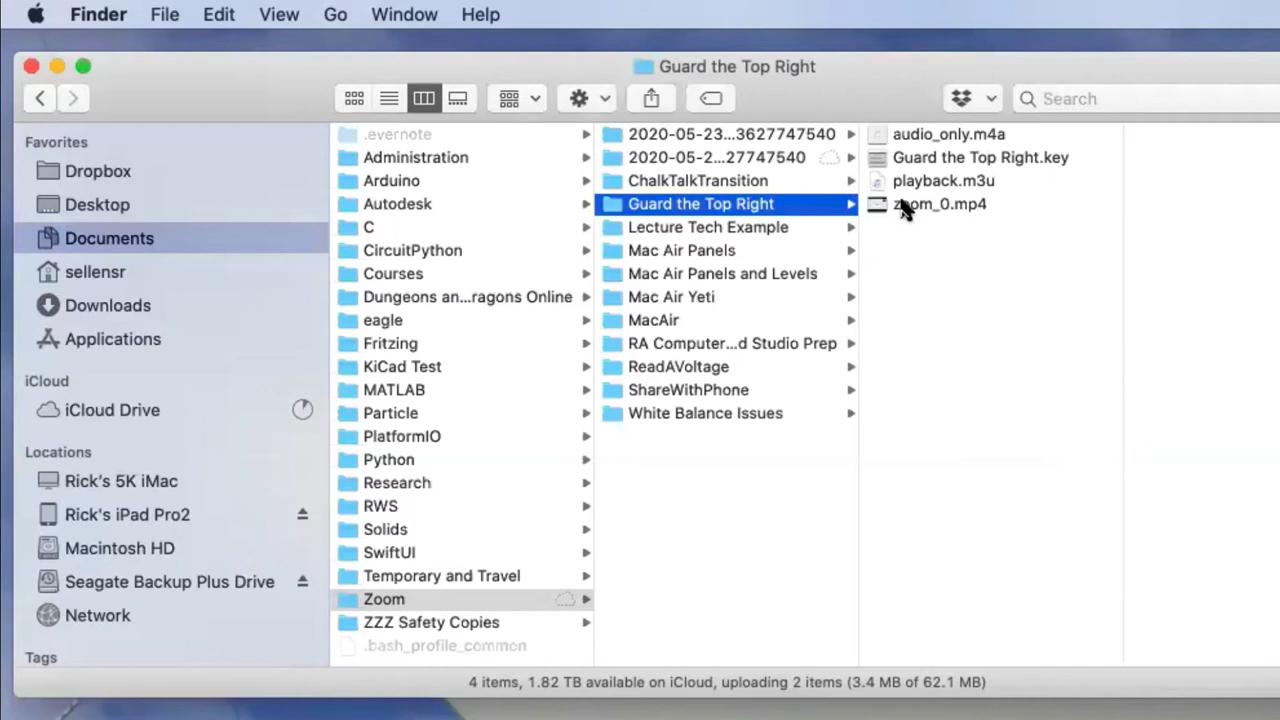 Finder File Edit View Go Window Help
Guard the Top Right
Search
Favorites
Dropbox
Desktop
Documents
sellensr
Downloads
Applications
iCloud
iCloud Drive
Locations
Rick's 5K iMac
Rick's iPad Pro2
Macintosh HD
Seagate Backup Plus Drive
Network
Tags
.evernote
Administration
Arduino
Autodesk
C
CircuitPython
Courses
Dungeons an...ragons Online
eagle
Fritzing
KiCad Test
MATLAB
Particle
PlatformIO
Python
Research
RWS
Solids
SwiftUI
Temporary and Travel
Zoom
ZZZ Safety Copies
.bash_profile_common
2020-05-23...3627747540
2020-05-2...27747540
ChalkTalkTransition
Guard the Top Right
Lecture Tech Example
Mac Air Panels
Mac Air Panels and Levels
Mac Air Yeti
MacAir
RA Computer...d Studio Prep
ReadAVoltage
ShareWithPhone
White Balance Issues
audio_only.m4a
Guard the Top Right.key
playback.m3u
zoom_0.mp4
4 items, 1.82 TB available on iCloud, uploading 2 items (3.4 MB of 62.1 MB)